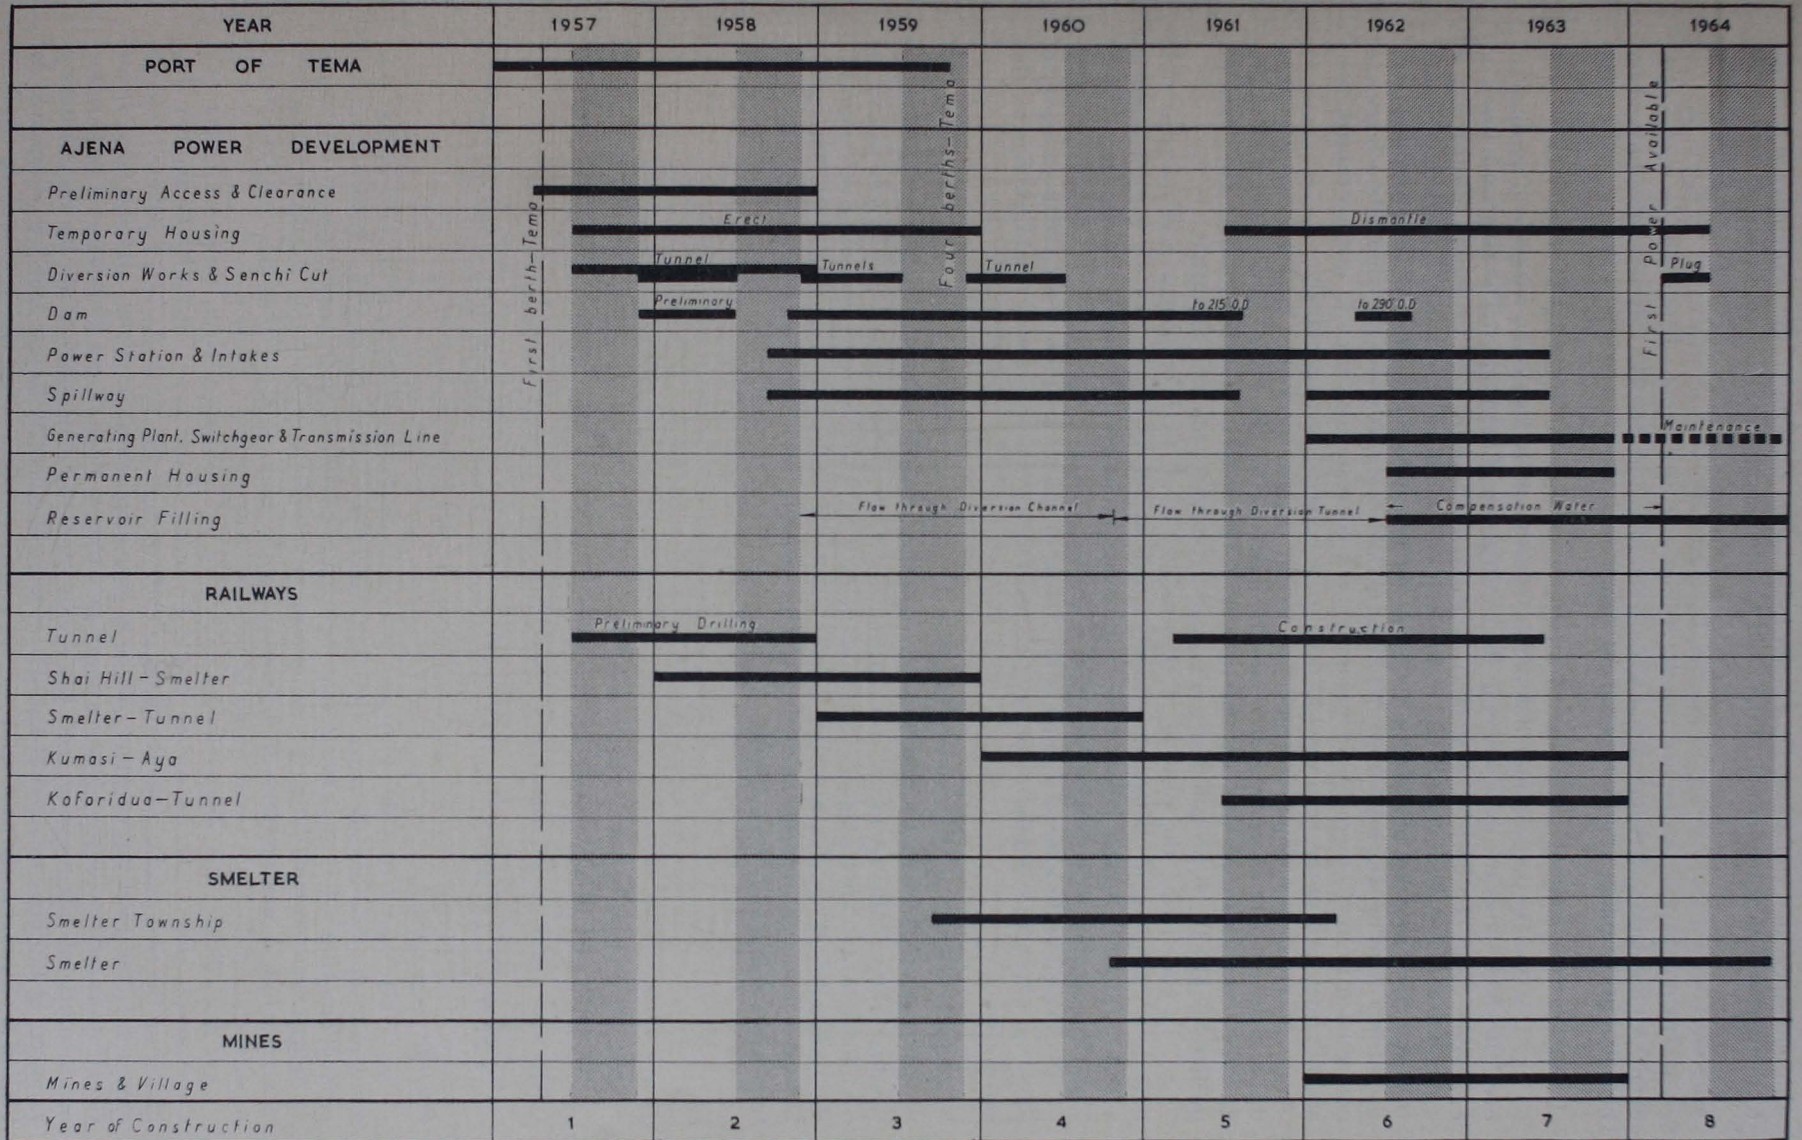 YEAR 1957 1958 1959 1960 1961 1962 1963 1964
PORT OF TEMA
First berth-Tema
Four berths-Tema
First Power Available
AJENA POWER DEVELOPMENT
Preliminary Access & Clearance
Temporary Housing Erect Dismantle
Diversion Works & Senchi Cut Tunnel Tunnels Tunnel Plug
Dam Preliminary to 215' O.D to 290' O.D
Power Station & Intakes
Spillway
Generating Plant, Switchgear & Transmission Line Maintenance
Permanent Housing
Reservoir Filling Flow through Diversion Channel Flow through Diversion Tunnel Compensation Water
RAILWAYS
Tunnel Preliminary Drilling Construction
Shai Hill-Smelter
Smelter-Tunnel
Kumasi-Aya
Koforidua-Tunnel
SMELTER
Smelter Township
Smelter
MINES
Mines & Village
Year of Construction 1 2 3 4 5 6 7 8